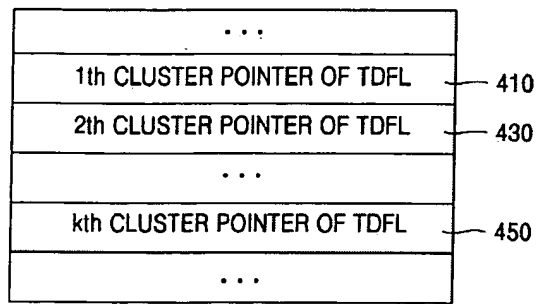 ...
1th CLUSTER POINTER OF TDFL 410
2th CLUSTER POINTER OF TDFL 430
...
kth CLUSTER POINTER OF TDFL 450
...